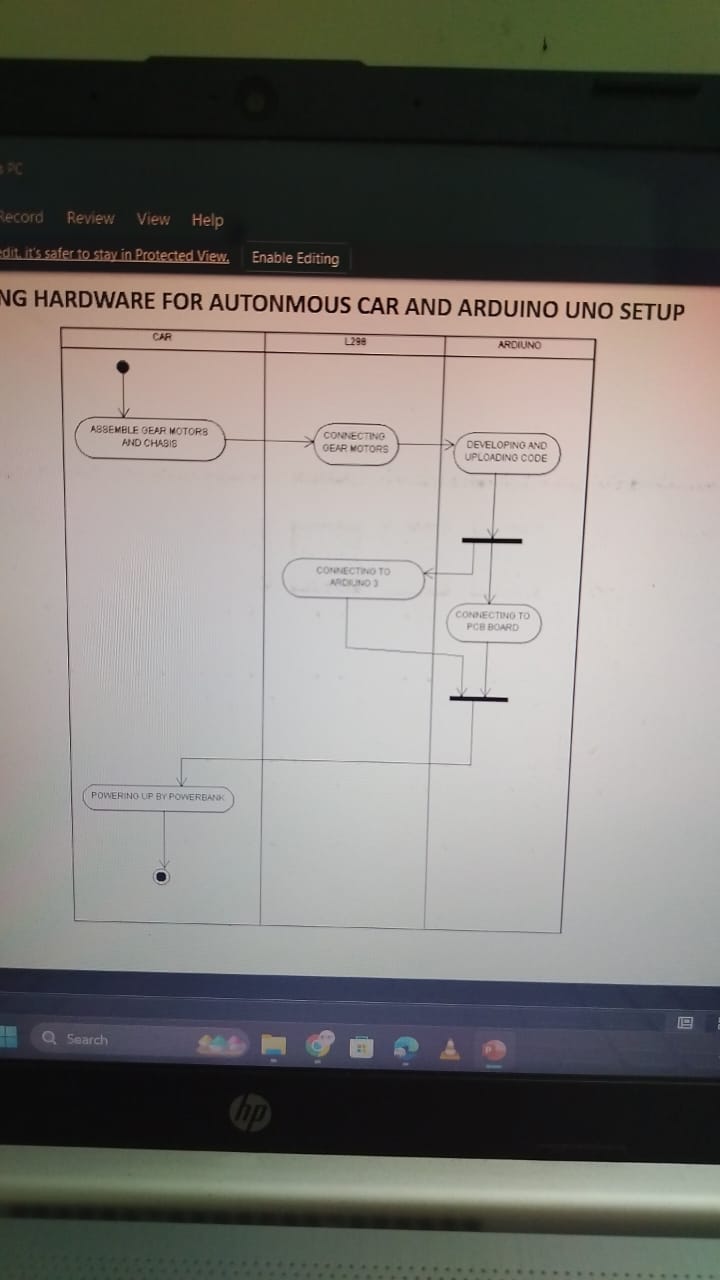 s PC
Record Review View Help
edit, it's safer to stay in Protected View. Enable Editing
NG HARDWARE FOR AUTONMOUS CAR AND ARDUINO UNO SETUP
CAR L298 ARDIUNO
ASSEMBLE GEAR MOTORS
AND CHASIS
CONNECTING
GEAR MOTORS
DEVELOPING AND
UPLOADING CODE
CONNECTING TO
ARDIUNO 3
CONNECTING TO
PCB BOARD
POWERING UP BY POWERBANK
Search
hp